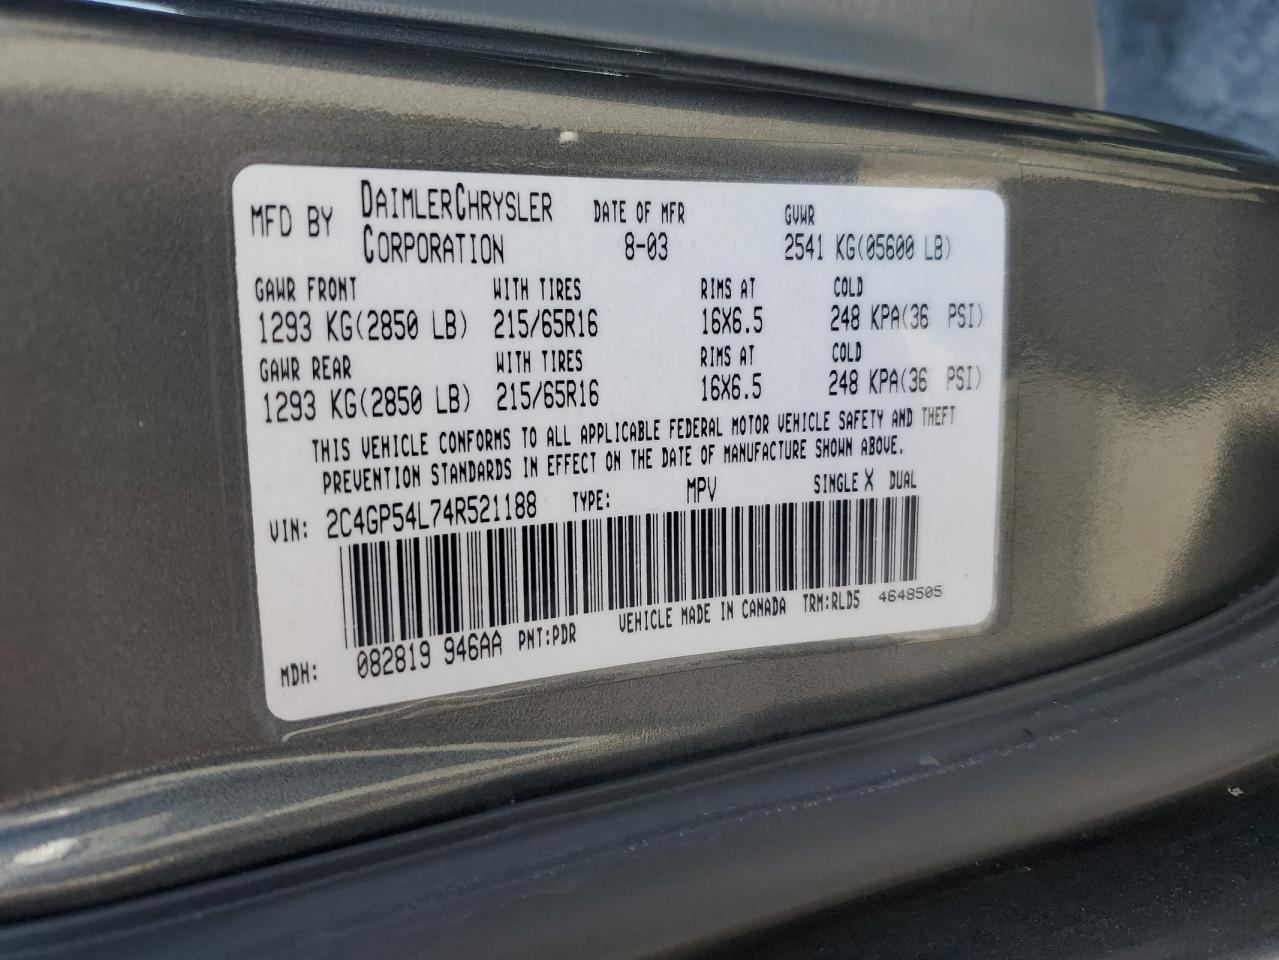 MFD BY DAIMLERCHRYSLER CORPORATION DATE OF MFR 8-03 GVWR 2541 KG(05600 LB)
GAWR FRONT WITH TIRES RIMS AT COLD
1293 KG(2850 LB) 215/65R16 16X6.5 248 KPA(36 PSI)
GAWR REAR WITH TIRES RIMS AT COLD
1293 KG(2850 LB) 215/65R16 16X6.5 248 KPA(36 PSI)
THIS VEHICLE CONFORMS TO ALL APPLICABLE FEDERAL MOTOR VEHICLE SAFETY AND THEFT
PREVENTION STANDARDS IN EFFECT ON THE DATE OF MANUFACTURE SHOWN ABOVE.
VIN: 2C4GP54L74R521188 TYPE: MPV SINGLE X DUAL
MDH: 082819 946AA PNT:PDR VEHICLE MADE IN CANADA TRM:RLD5 4648505